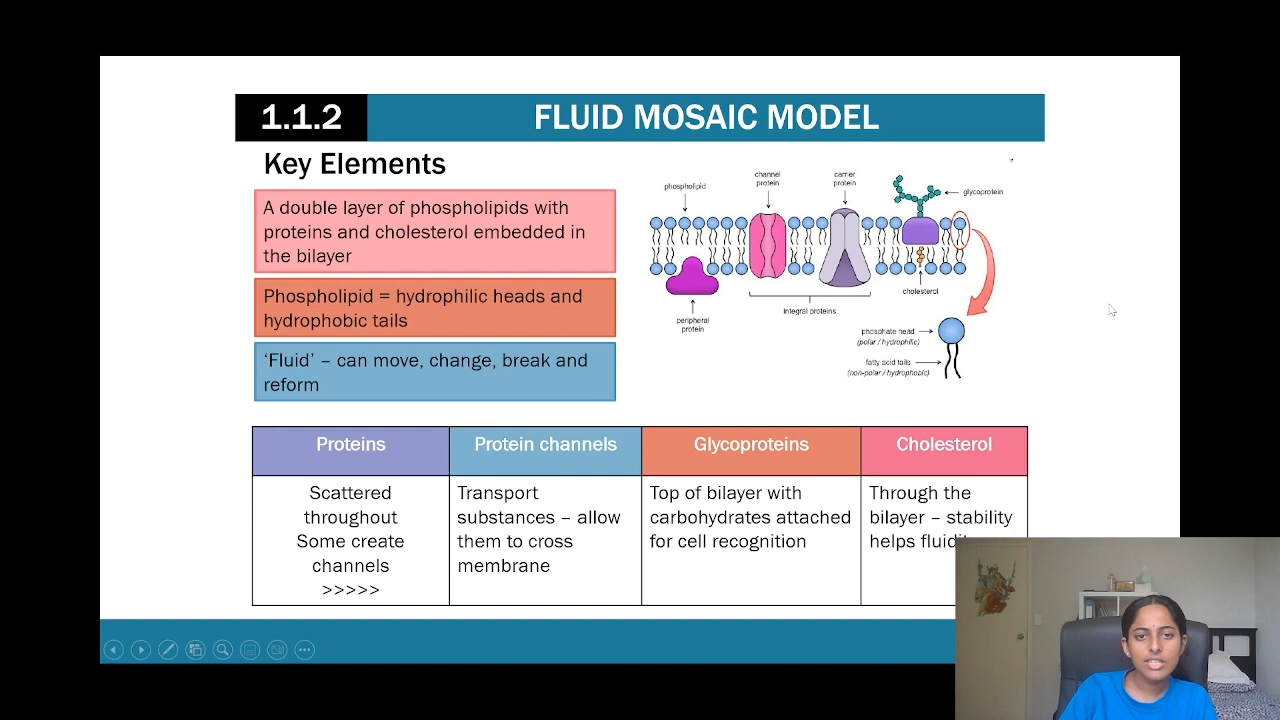 1.1.2
FLUID MOSAIC MODEL
Key Elements
A double layer of phospholipids with
proteins and cholesterol embedded in
the bilayer
Phospholipid = hydrophilic heads and
hydrophobic tails
‘Fluid’ – can move, change, break and
reform
phospholipid
channel
protein
carrier
protein
glycoprotein
cholesterol
integral proteins
peripheral
protein
phosphate head
(polar / hydrophilic)
fatty acid tails
(non-polar / hydrophobic)
Proteins
Protein channels
Glycoproteins
Cholesterol
Scattered
throughout
Some create
channels
>>>>>
Transport
substances – allow
them to cross
membrane
Top of bilayer with
carbohydrates attached
for cell recognition
Through the
bilayer – stability
helps